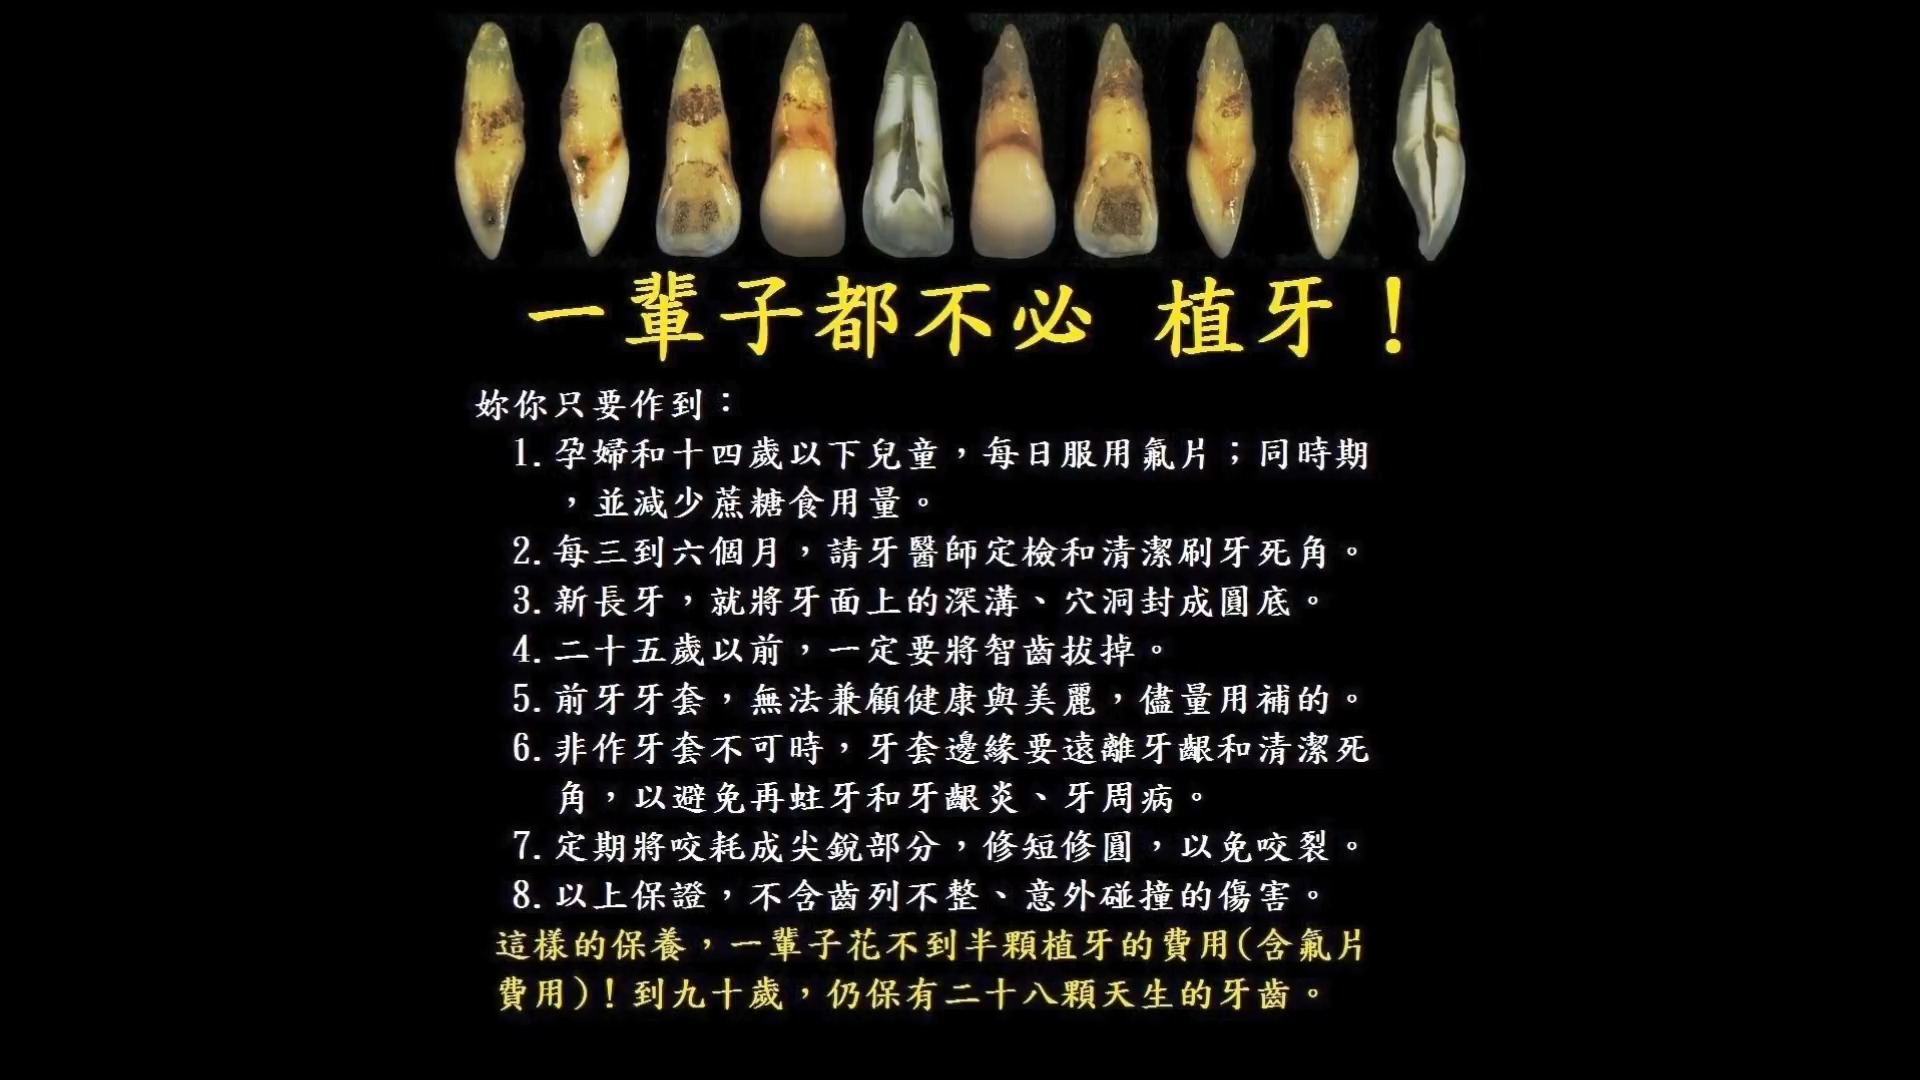 一輩子都不必 植牙！
妳你只要作到：
1. 孕婦和十四歲以下兒童，每日服用氟片；同時期
，並減少蔗糖食用量。
2. 每三到六個月，請牙醫師定檢和清潔刷牙死角。
3. 新長牙，就將牙面上的深溝、穴洞封成圓底。
4. 二十五歲以前，一定要將智齒拔掉。
5. 前牙牙套，無法兼顧健康與美麗，儘量用補的。
6. 非作牙套不可時，牙套邊緣要遠離牙齦和清潔死
角，以避免再蛀牙和牙齦炎、牙周病。
7. 定期將咬耗成尖銳部分，修短修圓，以免咬裂。
8. 以上保證，不含齒列不整、意外碰撞的傷害。
這樣的保養，一輩子花不到半顆植牙的費用(含氟片
費用)！到九十歲，仍保有二十八顆天生的牙齒。